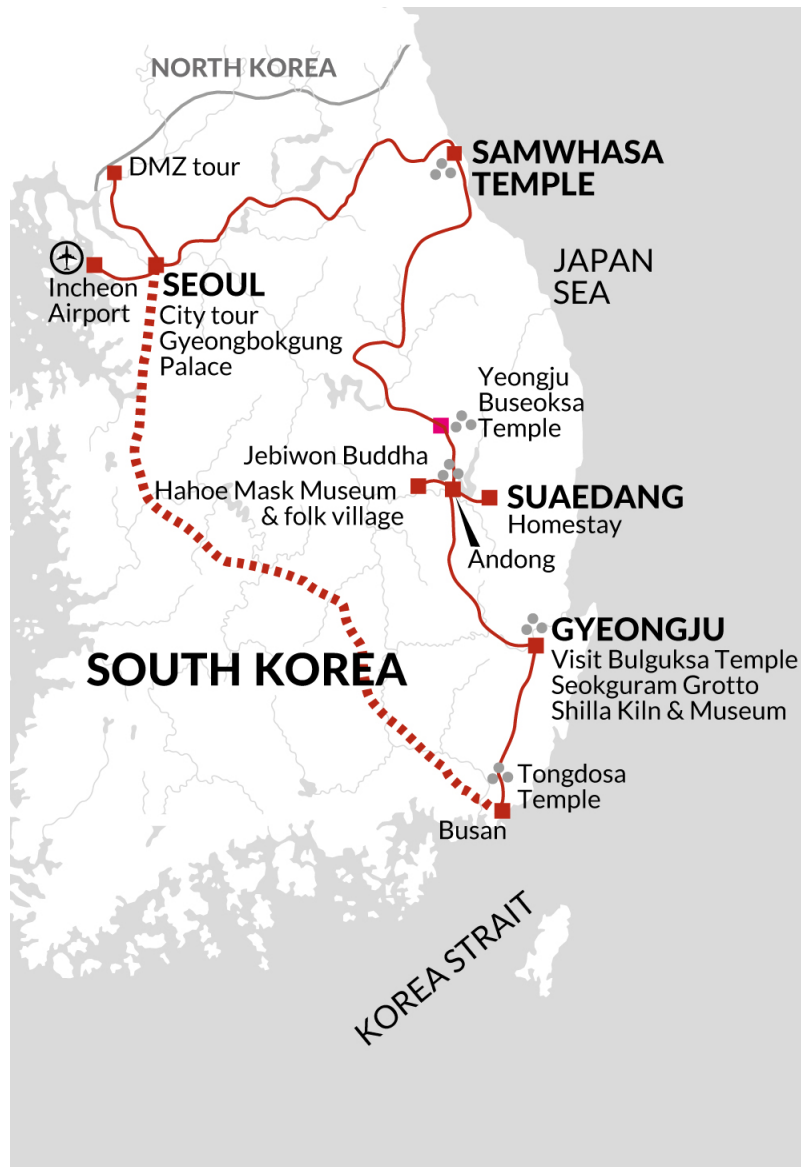 NORTH KOREA
DMZ tour
SAMWHASA
TEMPLE
JAPAN
SEA
Incheon
Airport
SEOUL
City tour
Gyeongbokgung
Palace
Yeongju
Buseoksa
Temple
Jebiwon Buddha
Hahoe Mask Museum
& folk village
SUAEDANG
Homestay
Andong
GYEONGJU
Visit Bulguksa Temple
Seokguram Grotto
Shilla Kiln & Museum
SOUTH KOREA
Tongdosa
Temple
Busan
KOREA STRAIT